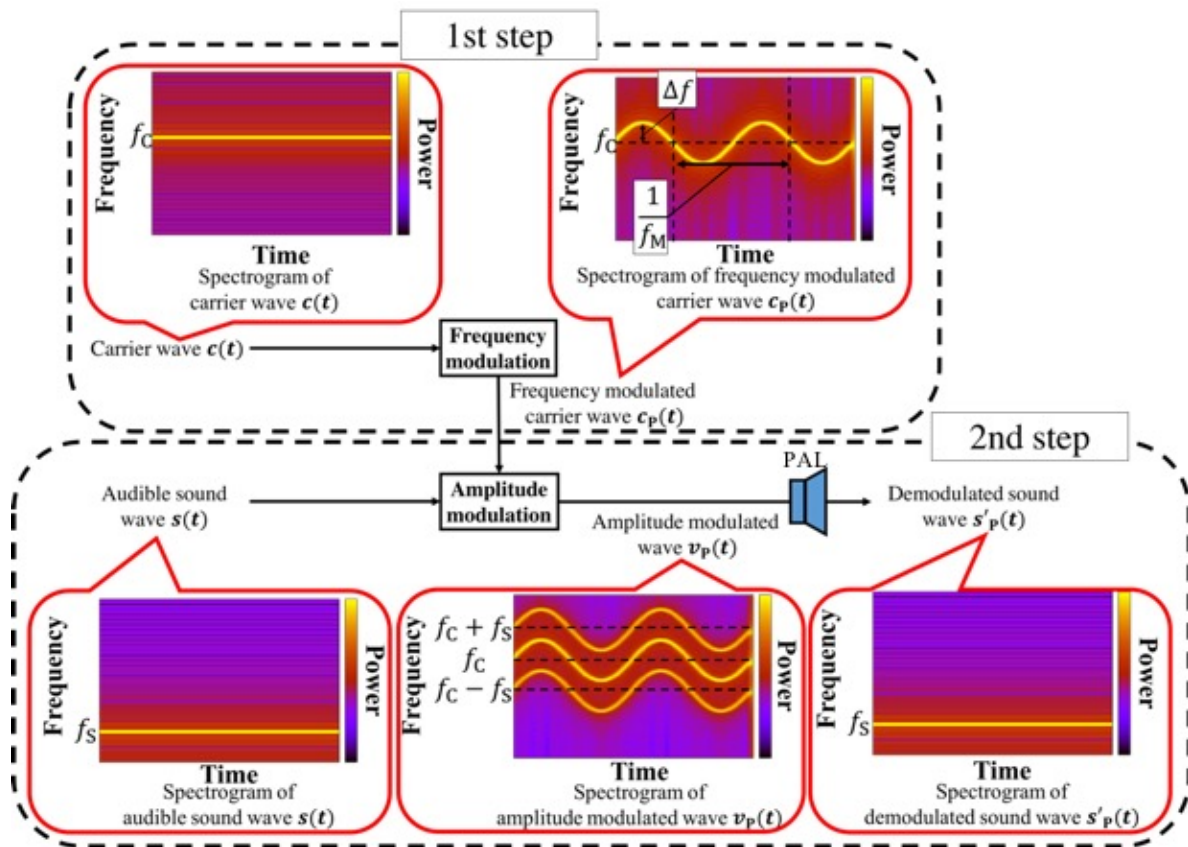 1st step
Frequency
f_C
Power
Time
Spectrogram of
carrier wave c(t)
Frequency
f_C
Δf
1/f_M
Power
Time
Spectrogram of frequency modulated
carrier wave c_P(t)
Carrier wave c(t)
Frequency
modulation
Frequency modulated
carrier wave c_P(t)
2nd step
Audible sound
wave s(t)
Amplitude
modulation
PAL
Amplitude modulated
wave v_P(t)
Demodulated sound
wave s'_P(t)
Frequency
f_S
Power
Time
Spectrogram of
audible sound wave s(t)
Frequency
f_C + f_S
f_C
f_C − f_S
Power
Time
Spectrogram of
amplitude modulated wave v_P(t)
Frequency
f_S
Power
Time
Spectrogram of
demodulated sound wave s'_P(t)